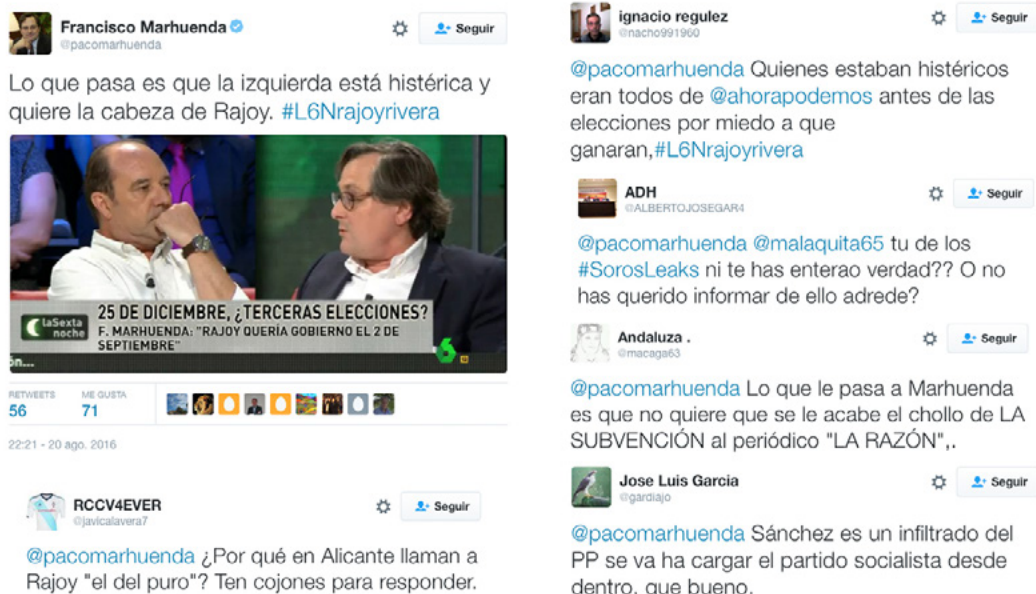 Francisco Marhuenda
@pacomarhuenda
Seguir
Lo que pasa es que la izquierda está histérica y
quiere la cabeza de Rajoy. #L6Nrajoyrivera
laSexta
noche
25 DE DICIEMBRE, ¿TERCERAS ELECCIONES?
F. MARHUENDA: "RAJOY QUERÍA GOBIERNO EL 2 DE
SEPTIEMBRE"
ón...
6
RETWEETS
ME GUSTA
56
71
22:21 - 20 ago. 2016
RCCV4EVER
@javicalavera7
Seguir
@pacomarhuenda ¿Por qué en Alicante llaman a
Rajoy "el del puro"? Ten cojones para responder.
ignacio regulez
@nacho991960
Seguir
@pacomarhuenda Quienes estaban histéricos
eran todos de @ahorapodemos antes de las
elecciones por miedo a que
ganaran,#L6Nrajoyrivera
ADH
@ALBERTOJOSEGAR4
Seguir
@pacomarhuenda @malaquita65 tu de los
#SorosLeaks ni te has enterao verdad?? O no
has querido informar de ello adrede?
Andaluza .
@macaga63
Seguir
@pacomarhuenda Lo que le pasa a Marhuenda
es que no quiere que se le acabe el chollo de LA
SUBVENCIÓN al periódico "LA RAZÓN",.
Jose Luis Garcia
@gardiajo
Seguir
@pacomarhuenda Sánchez es un infiltrado del
PP se va ha cargar el partido socialista desde
dentro, que bueno.